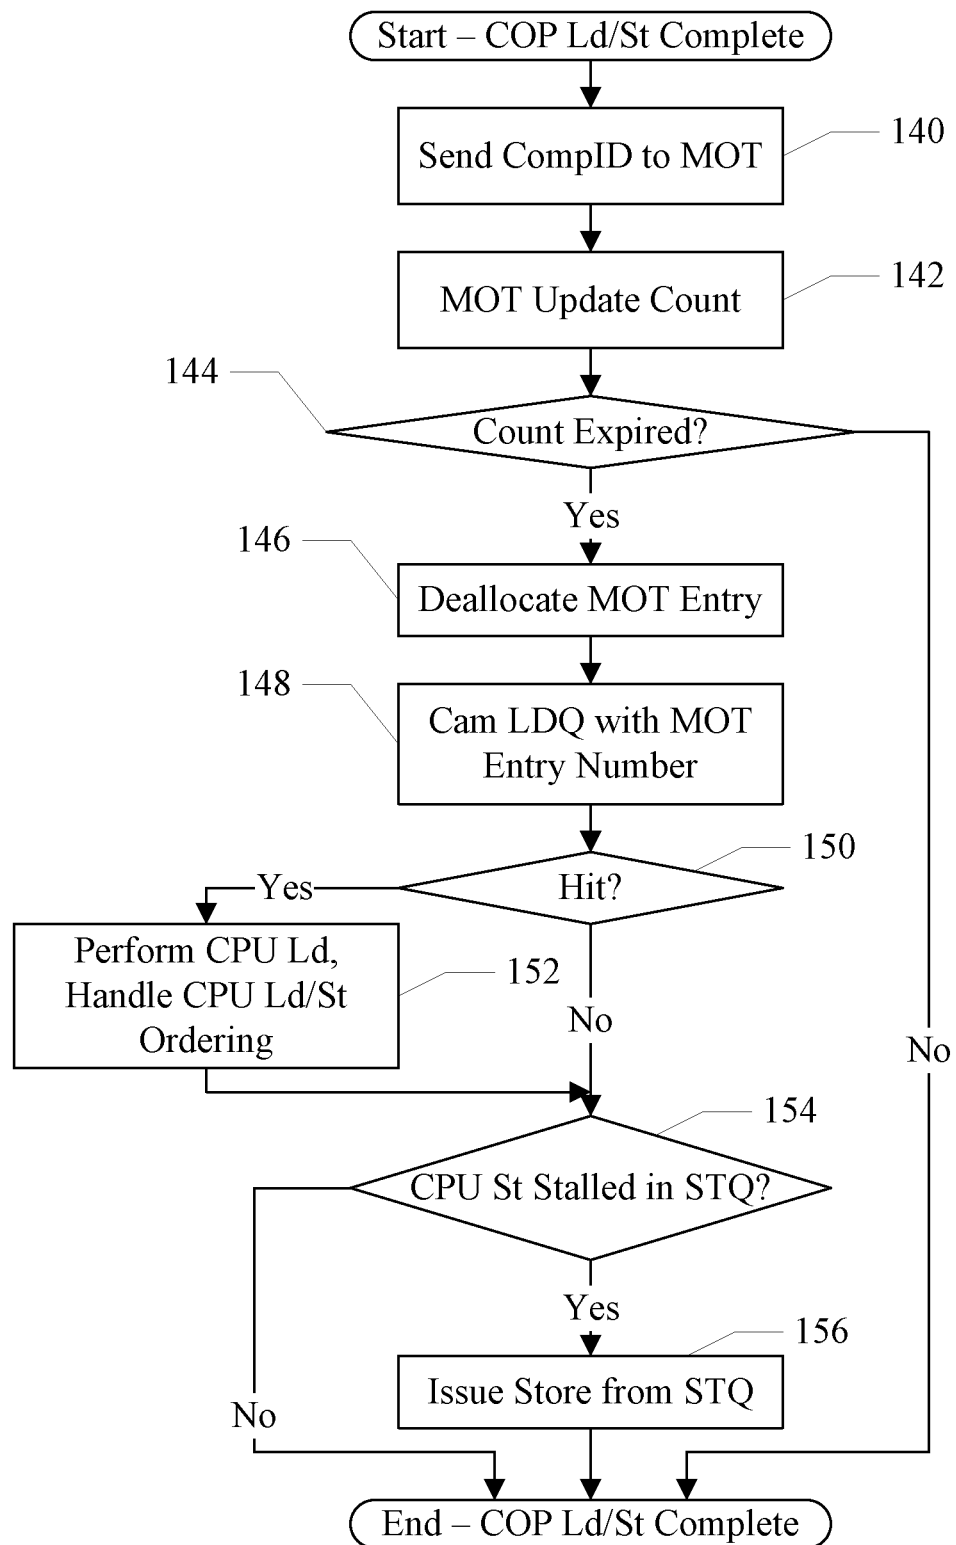 Start – COP Ld/St Complete
Send CompID to MOT
140
MOT Update Count
142
144
Count Expired?
Yes
146
Deallocate MOT Entry
148
Cam LDQ with MOT
Entry Number
150
Hit?
Yes
Perform CPU Ld,
Handle CPU Ld/St
Ordering
152
No
No
154
CPU St Stalled in STQ?
Yes
156
Issue Store from STQ
No
End – COP Ld/St Complete